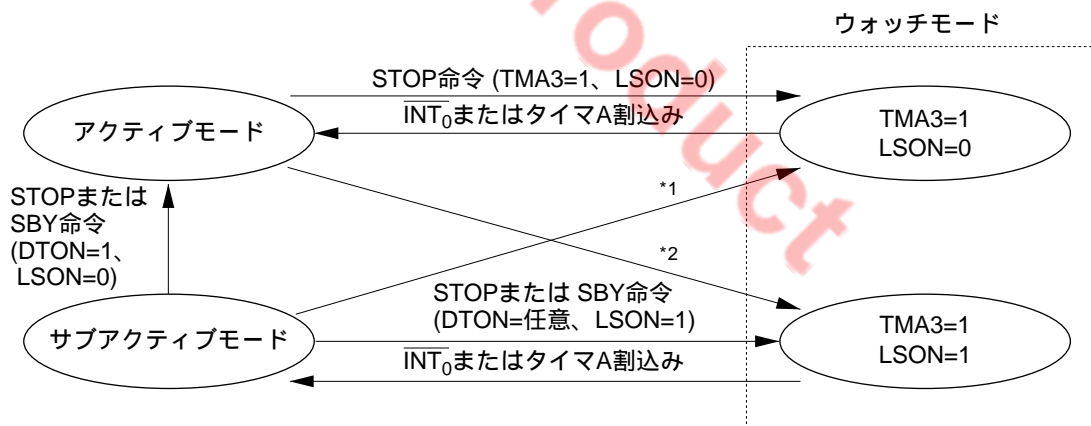 ウォッチモード
STOP命令 (TMA3=1、LSON=0)
INT0またはタイマA割込み
アクティブモード
TMA3=1
LSON=0
STOPまたは
SBY命令
(DTON=1、
LSON=0)
*1
*2
STOPまたは SBY命令
(DTON=任意、LSON=1)
サブアクティブモード
TMA3=1
LSON=1
INT0またはタイマA割込み
roduct